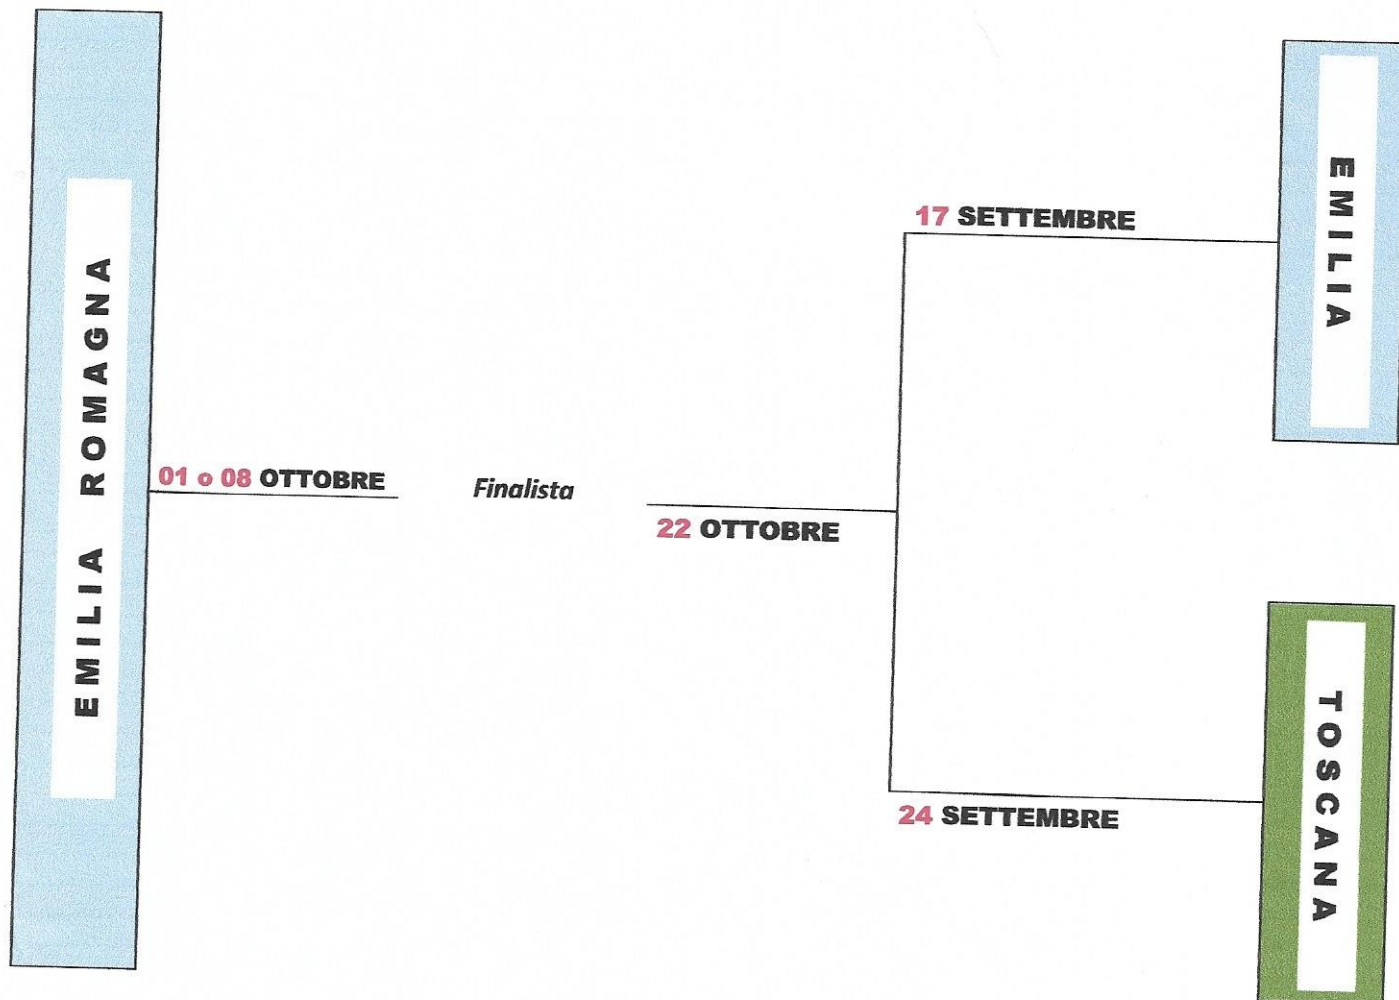 EMILIA ROMAGNA
01 o 08 OTTOBRE
Finalista
22 OTTOBRE
17 SETTEMBRE
EMILIA
24 SETTEMBRE
TOSCANA